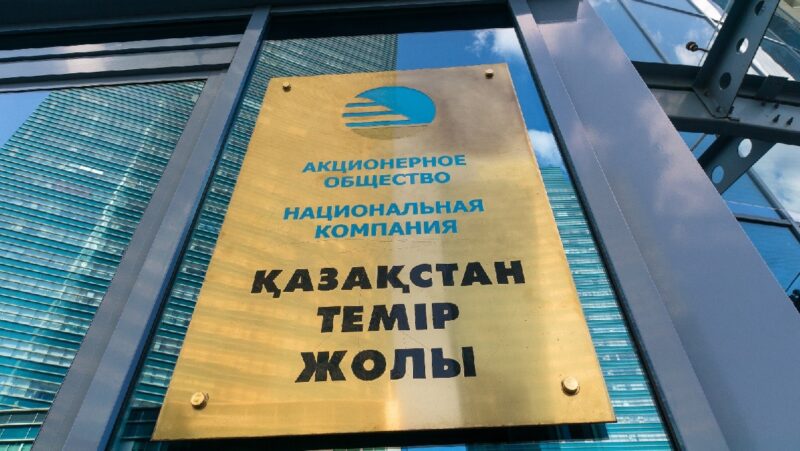 АКЦИОНЕРНОЕ
ОБЩЕСТВО
НАЦИОНАЛЬНАЯ
КОМПАНИЯ
ҚАЗАҚСТАН
ТЕМІР
ЖОЛЫ